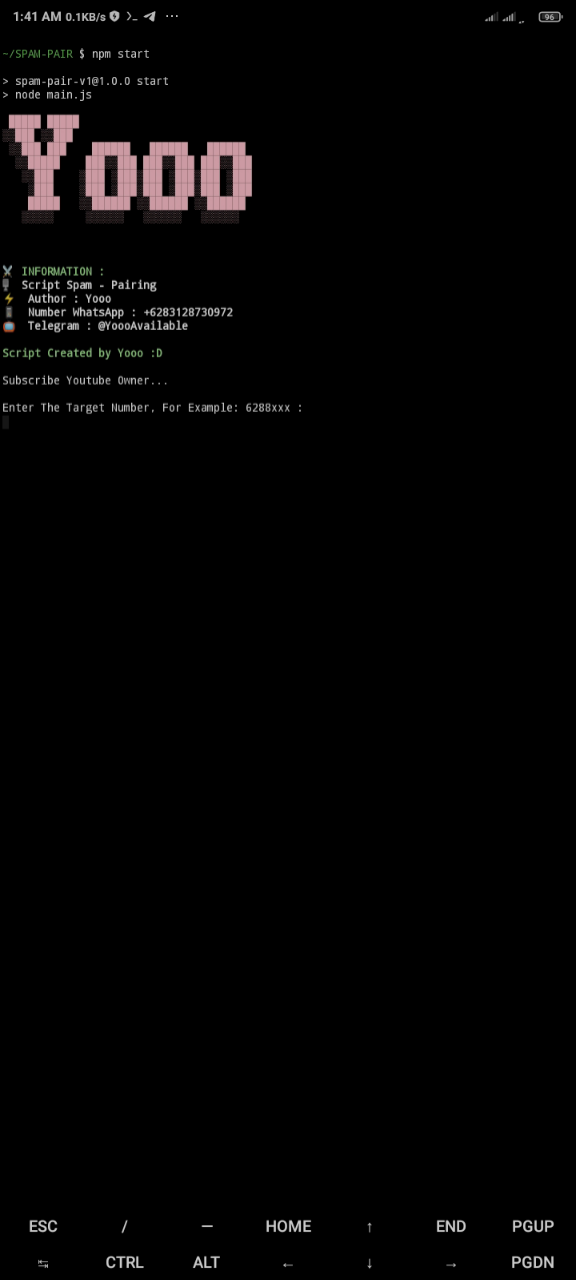 1:41 AM 0.1KB/s ··· 96
~/SPAM-PAIR $ npm start
> spam-pair-v1@1.0.0 start
> node main.js
Yooo
INFORMATION :
Script Spam - Pairing
Author : Yooo
Number WhatsApp : +6283128730972
Telegram : @YoooAvailable
Script Created by Yooo :D
Subscribe Youtube Owner...
Enter The Target Number, For Example: 6288xxx :
ESC / — HOME ↑ END PGUP
↹ CTRL ALT ← ↓ → PGDN